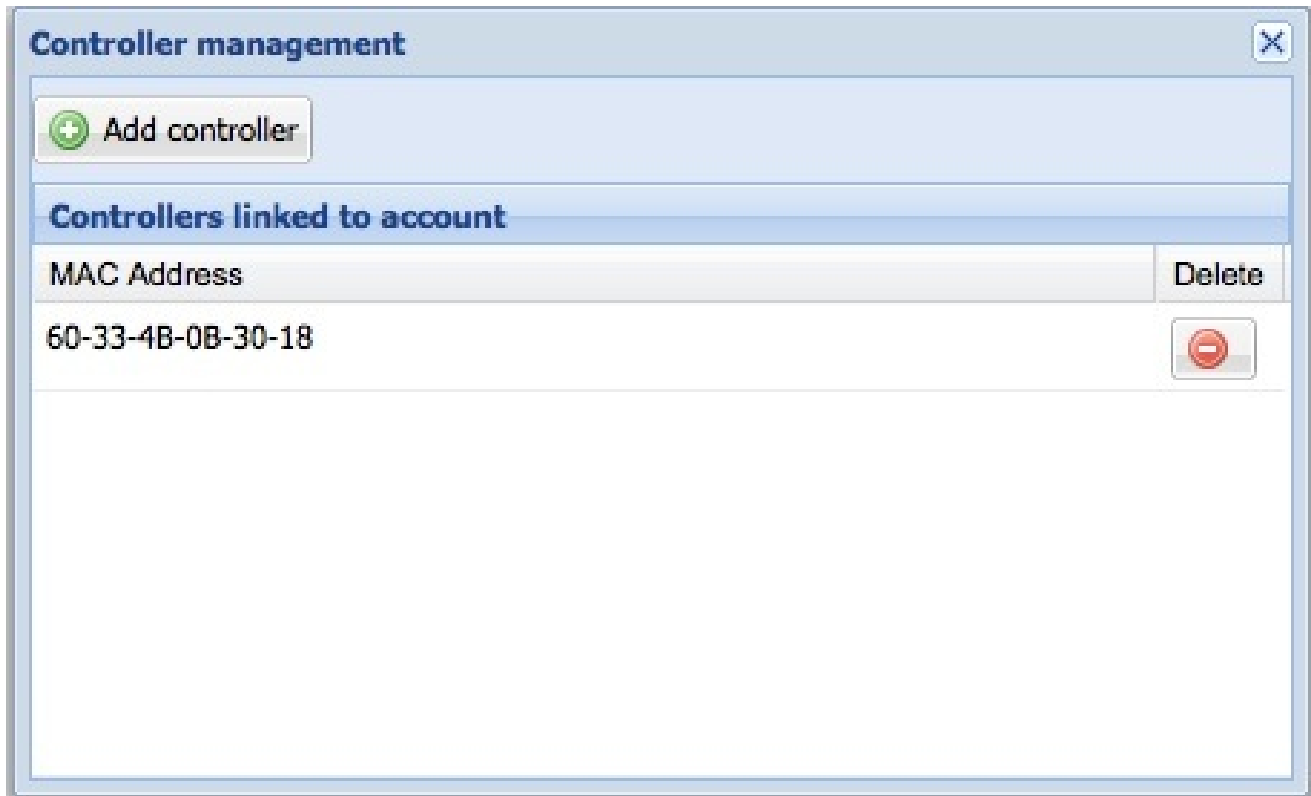 Controller management
Add controller
Controllers linked to account
MAC Address Delete
60-33-4B-0B-30-18